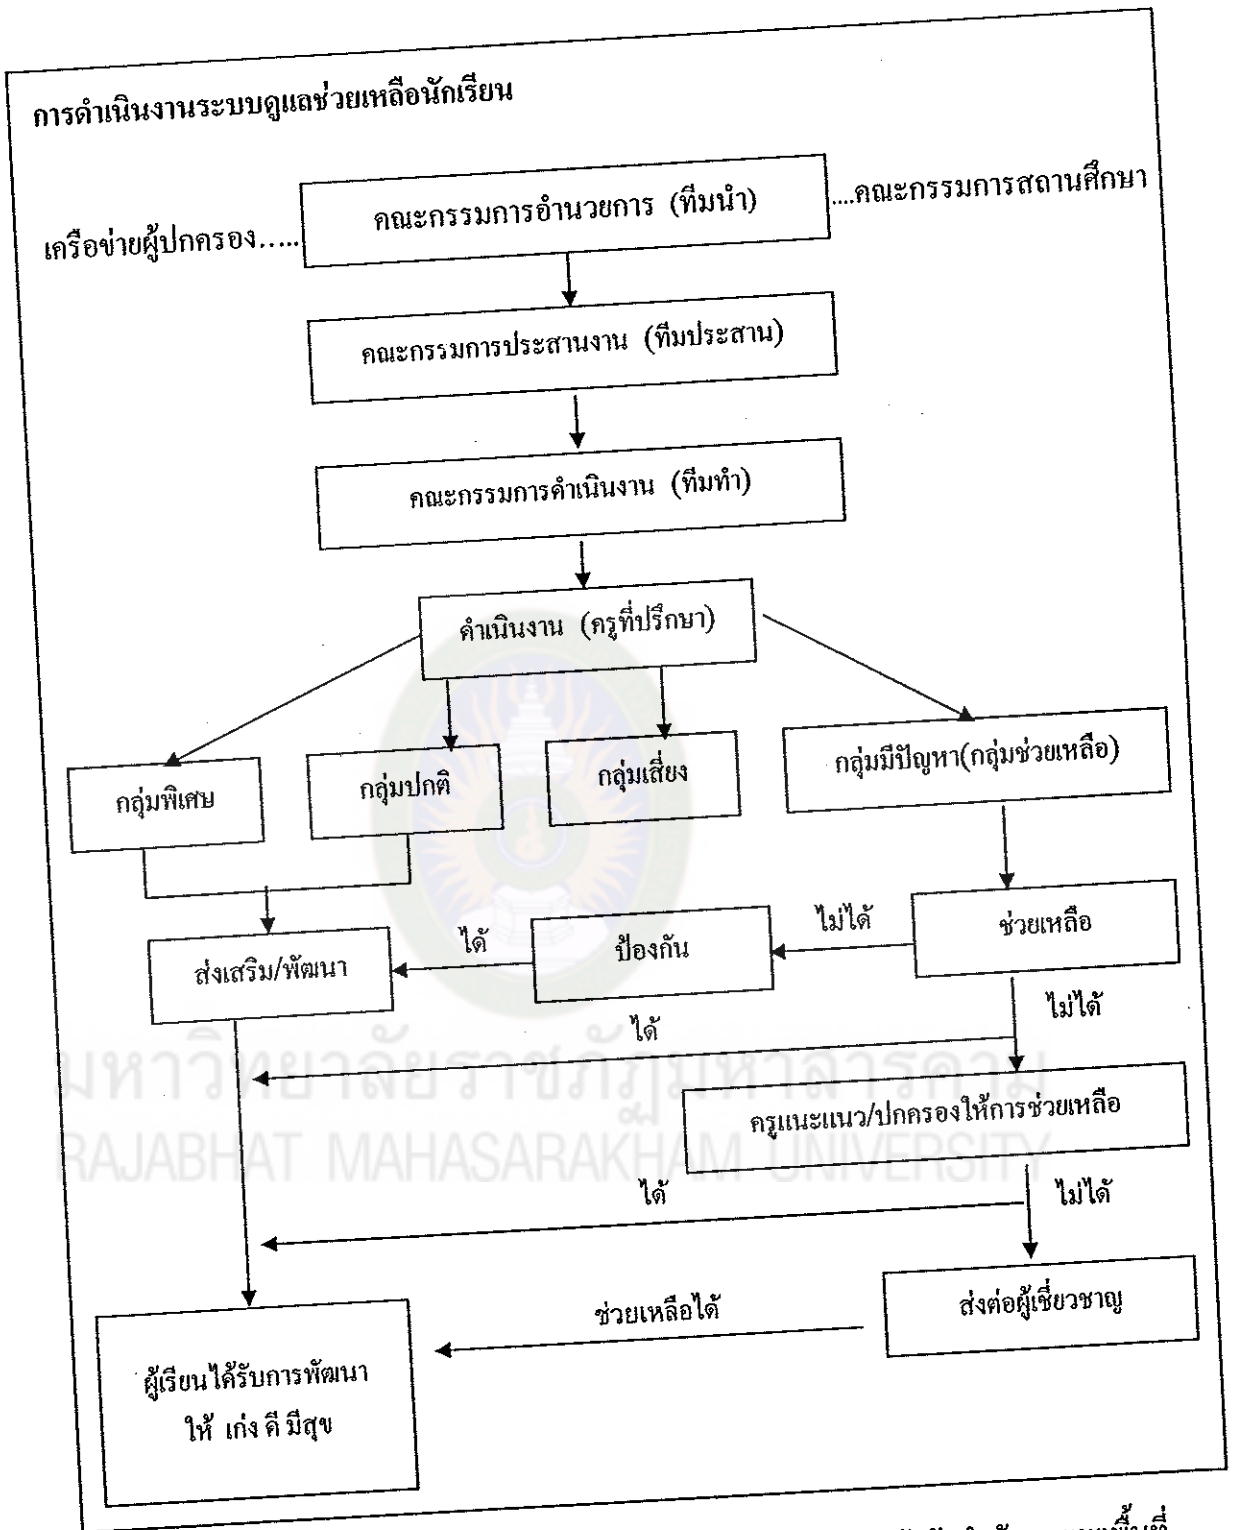 การดำเนินงานระบบดูแลช่วยเหลือนักเรียน
เครือข่ายผู้ปกครอง..... คณะกรรมการอำนวยการ (ทีมนำ) ....คณะกรรมการสถานศึกษา
คณะกรรมการประสานงาน (ทีมประสาน)
คณะกรรมการดำเนินงาน (ทีมทำ)
ดำเนินงาน (ครูที่ปรึกษา)
กลุ่มพิเศษ กลุ่มปกติ กลุ่มเสี่ยง กลุ่มมีปัญหา(กลุ่มช่วยเหลือ)
ส่งเสริม/พัฒนา ได้ ป้องกัน ไม่ได้ ช่วยเหลือ
ได้ ไม่ได้
มหาวิทยาลัยราชภัฏมหาสารคาม
RAJABHAT MAHASARAKHAM UNIVERSITY
ครูแนะแนว/ปกครองให้การช่วยเหลือ
ได้ ไม่ได้
ช่วยเหลือได้ ส่งต่อผู้เชี่ยวชาญ
ผู้เรียนได้รับการพัฒนา
ให้ เก่ง ดี มีสุข